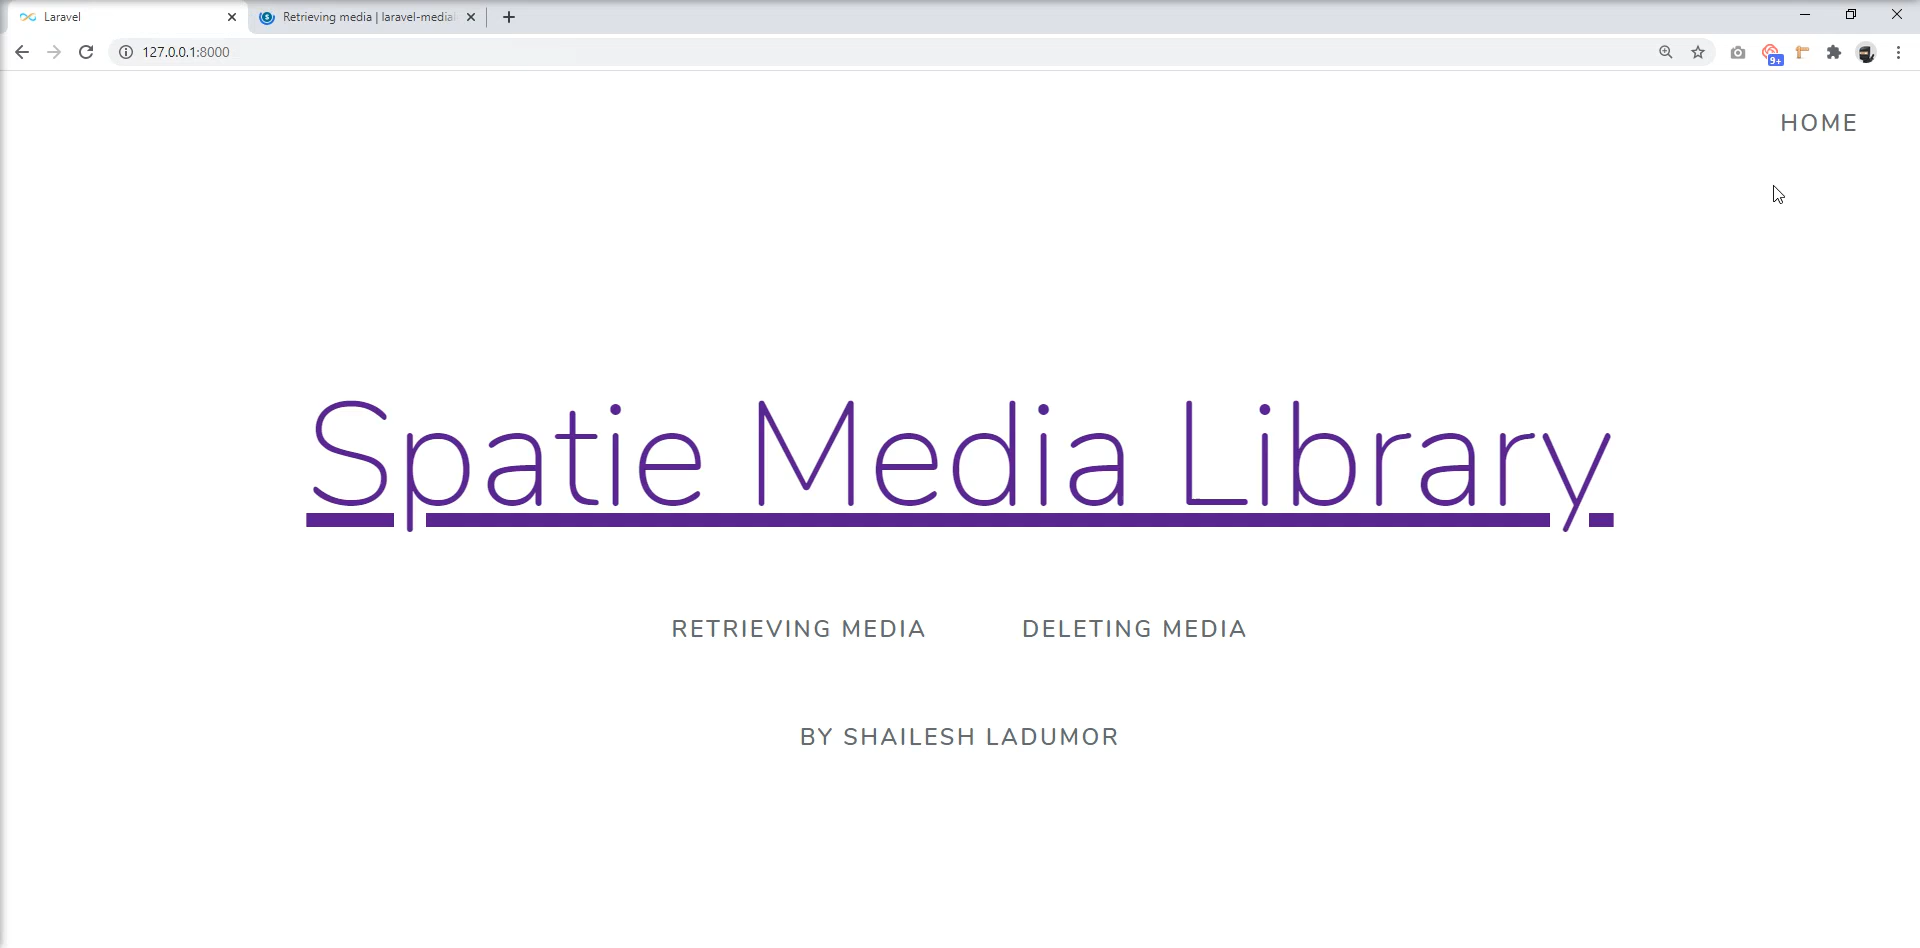 Laravel
Retrieving media | laravel-media
127.0.0.1:8000
9+
HOME
Spatie Media Library
RETRIEVING MEDIA DELETING MEDIA
BY SHAILESH LADUMOR